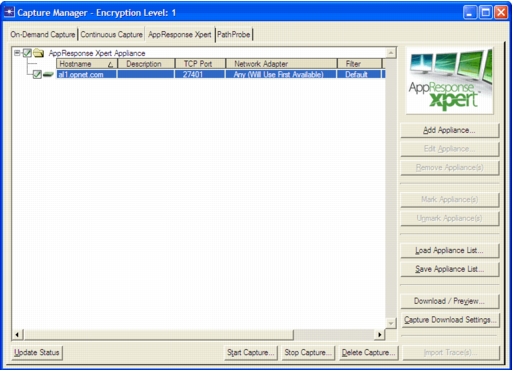 Capture Manager - Encryption Level: 1
On-Demand Capture Continuous Capture AppResponse Xpert PathProbe
AppResponse Xpert Appliance
Hostname Description TCP Port Network Adapter Filter
al1.opnet.com 27401 Any (Will Use First Available) Default
AppResponse
xpert
Add Appliance...
Edit Appliance...
Remove Appliance(s)
Mark Appliance(s)
Unmark Appliance(s)
Load Appliance List...
Save Appliance List...
Download / Preview...
Capture Download Settings...
Update Status Start Capture... Stop Capture... Delete Capture... Import Trace(s)...